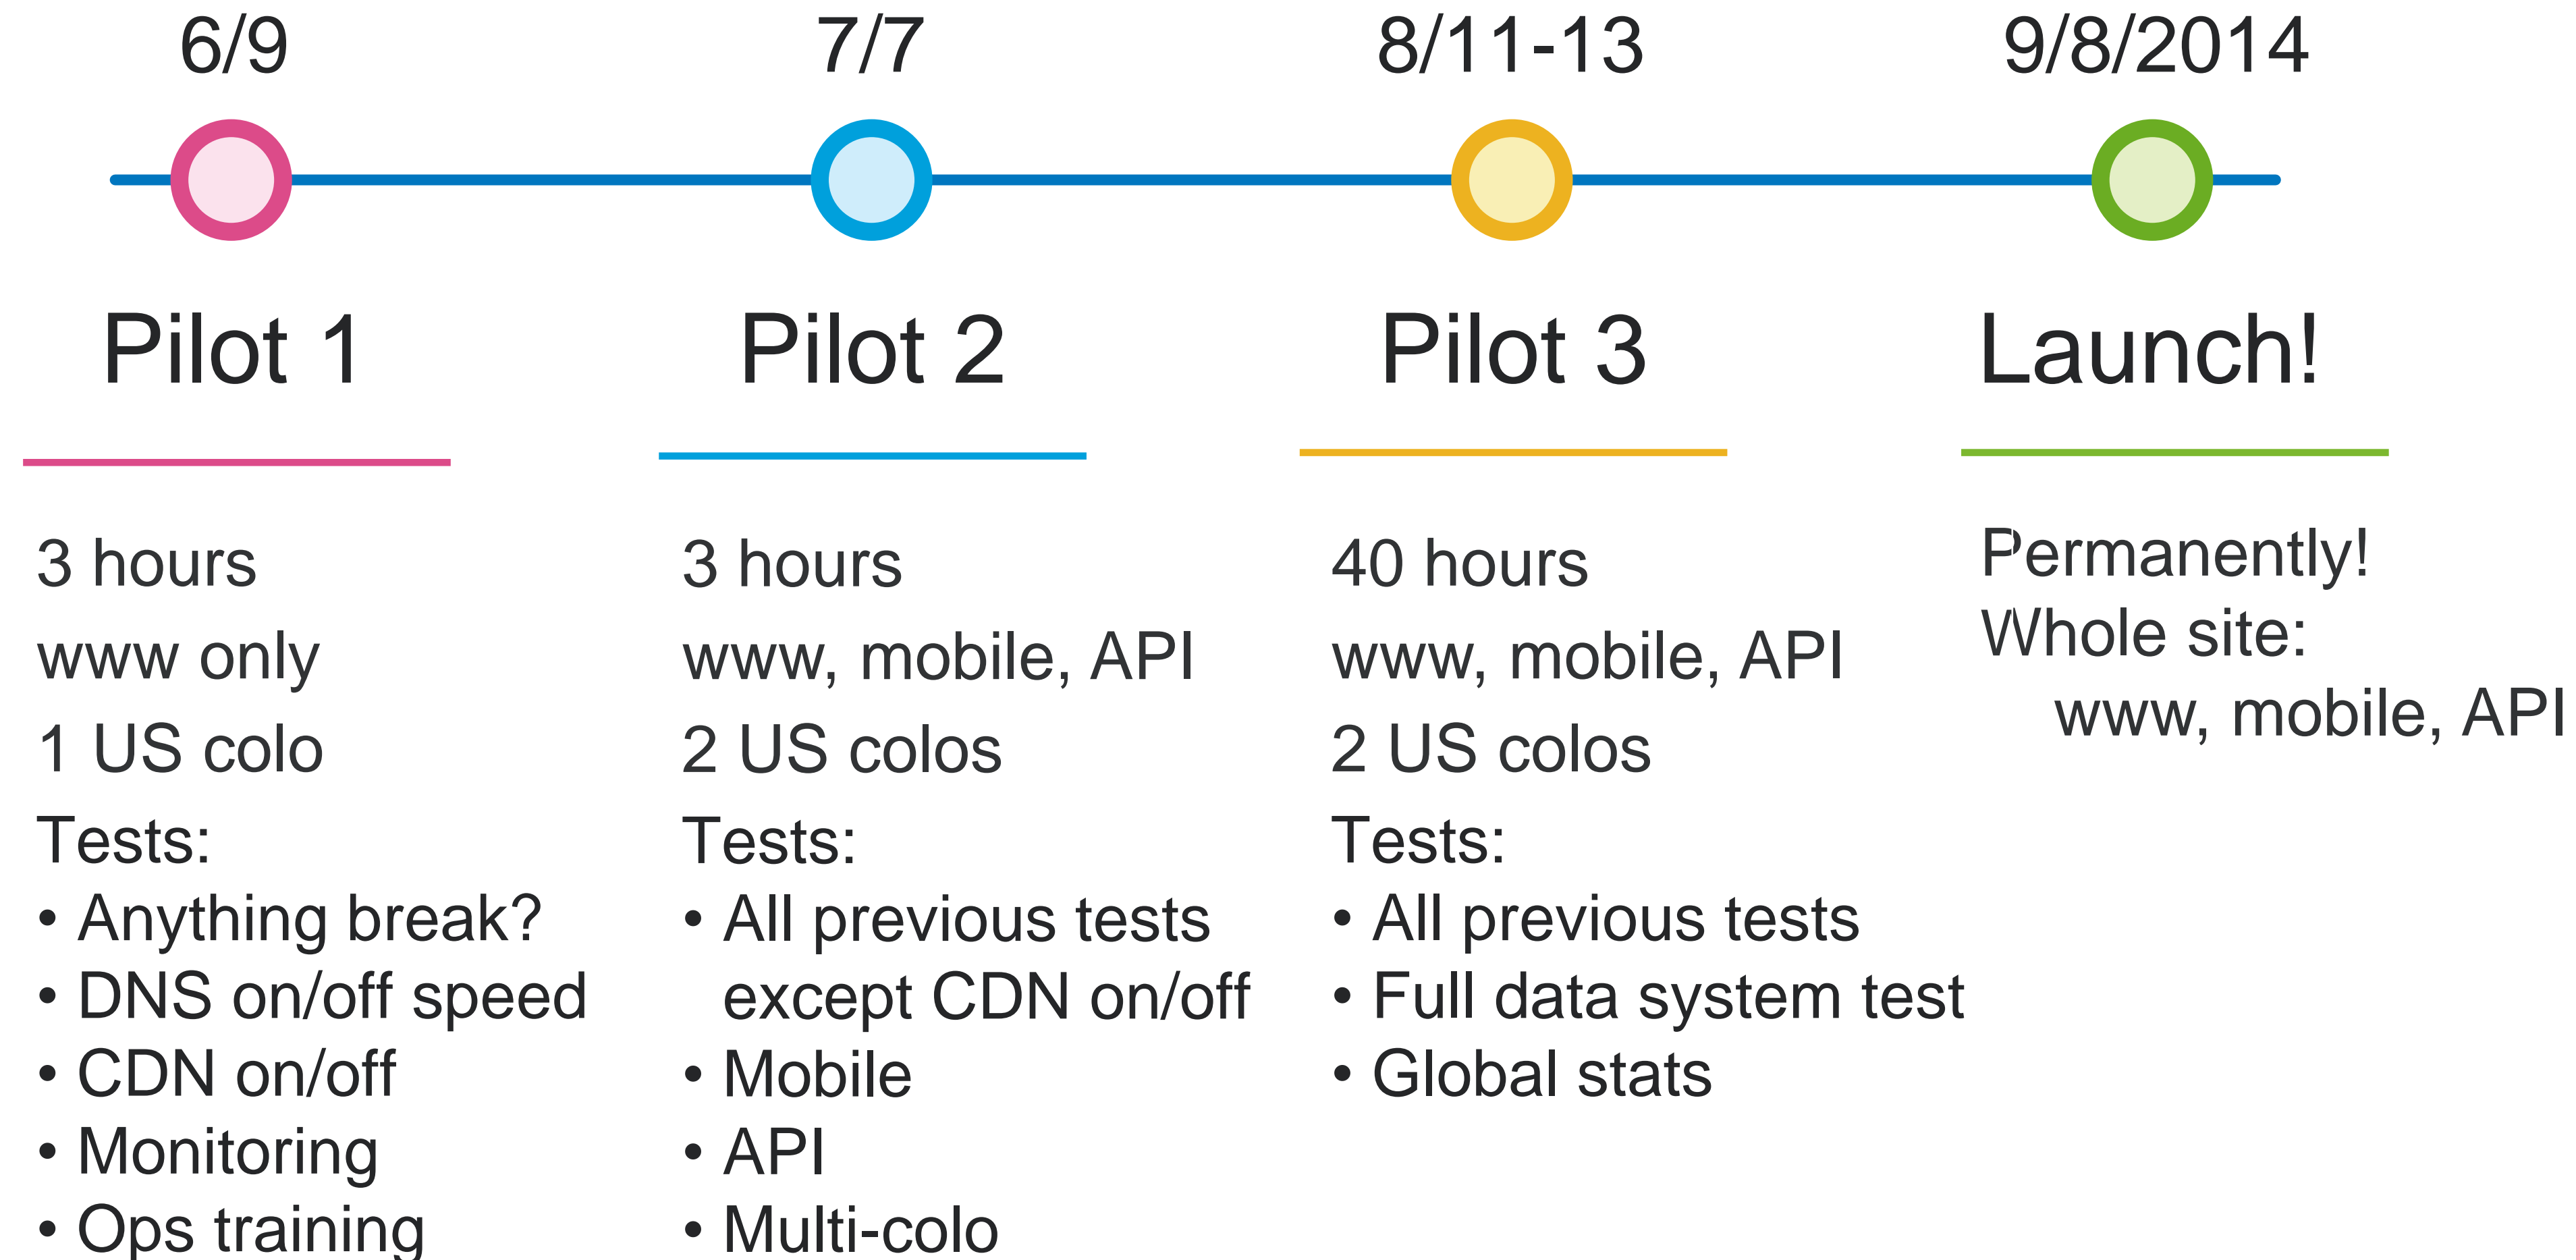 6/9
7/7
8/11-13
9/8/2014
Pilot 1
Pilot 2
Pilot 3
Launch!
3 hours
www only
1 US colo
Tests:
• Anything break?
• DNS on/off speed
• CDN on/off
• Monitoring
• Ops training
3 hours
www, mobile, API
2 US colos
Tests:
• All previous tests
except CDN on/off
• Mobile
• API
• Multi-colo
40 hours
www, mobile, API
2 US colos
Tests:
• All previous tests
• Full data system test
• Global stats
Permanently!
Whole site:
www, mobile, API